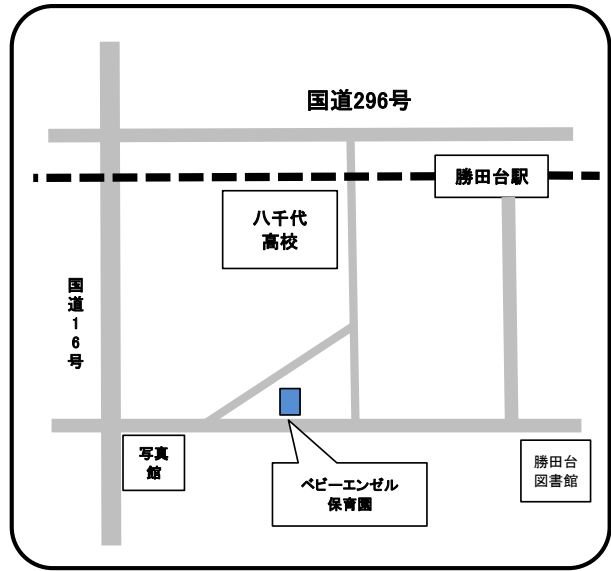 国道296号
勝田台駅
八千代
高校
国道16号
写真
館
ベビーエンゼル
保育園
勝田台
図書館